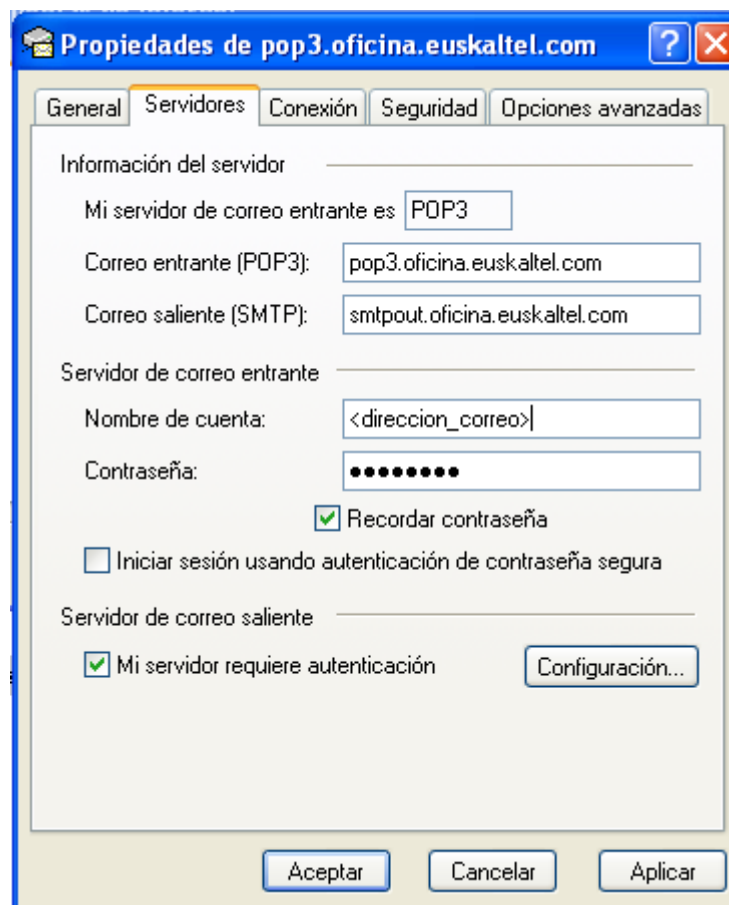 Propiedades de pop3.oficina.euskaltel.com
General Servidores Conexión Seguridad Opciones avanzadas
Información del servidor
Mi servidor de correo entrante es POP3
Correo entrante (POP3): pop3.oficina.euskaltel.com
Correo saliente (SMTP): smtpout.oficina.euskaltel.com
Servidor de correo entrante
Nombre de cuenta: <direccion_correo>
Contraseña: ●●●●●●●●
Recordar contraseña
Iniciar sesión usando autenticación de contraseña segura
Servidor de correo saliente
Mi servidor requiere autenticación Configuración...
Aceptar Cancelar Aplicar